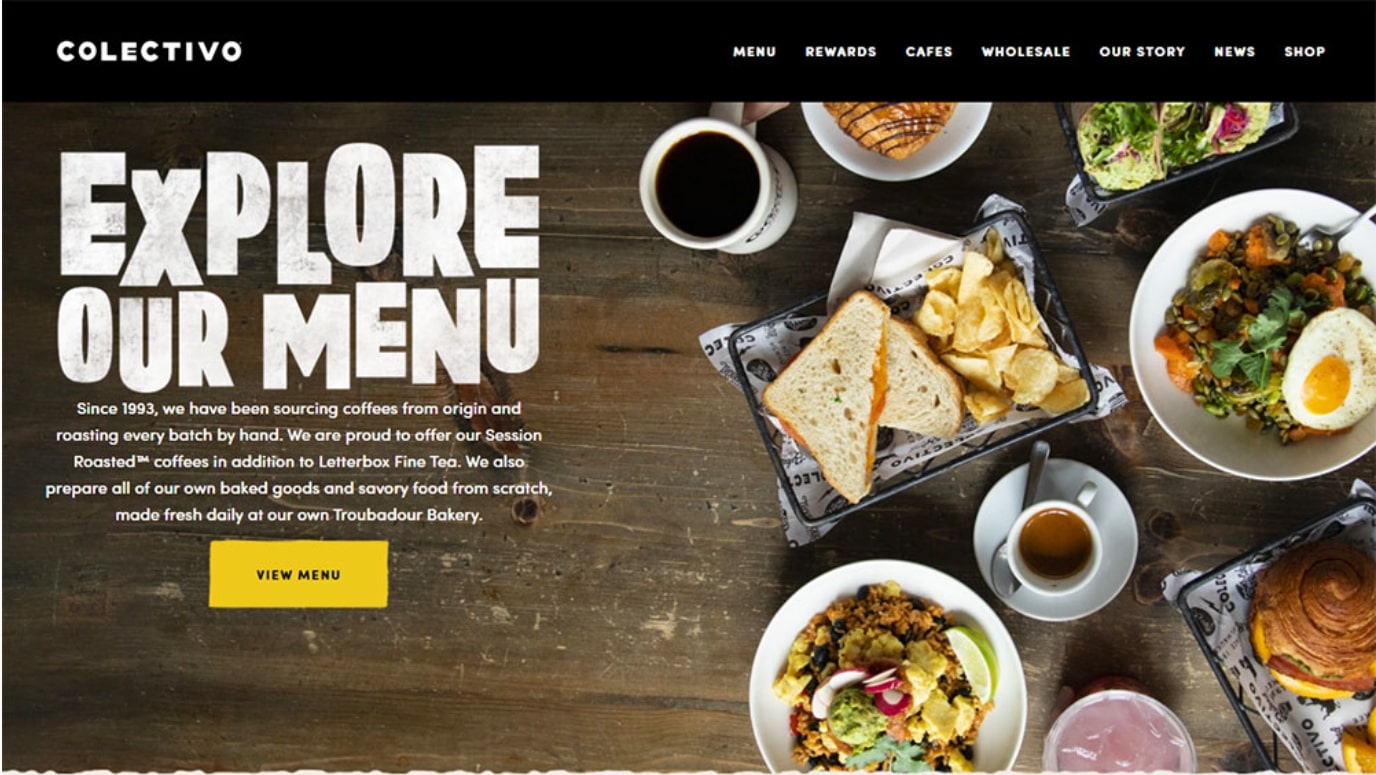 COLECTIVO
MENU REWARDS CAFES WHOLESALE OUR STORY NEWS SHOP
EXPLORE
OUR MENU
Since 1993, we have been sourcing coffees from origin and
roasting every batch by hand. We are proud to offer our Session
Roasted™ coffees in addition to Letterbox Fine Tea. We also
prepare all of our own baked goods and savory food from scratch,
made fresh daily at our own Troubadour Bakery.
VIEW MENU
COLECTIVO
COLECTIVO